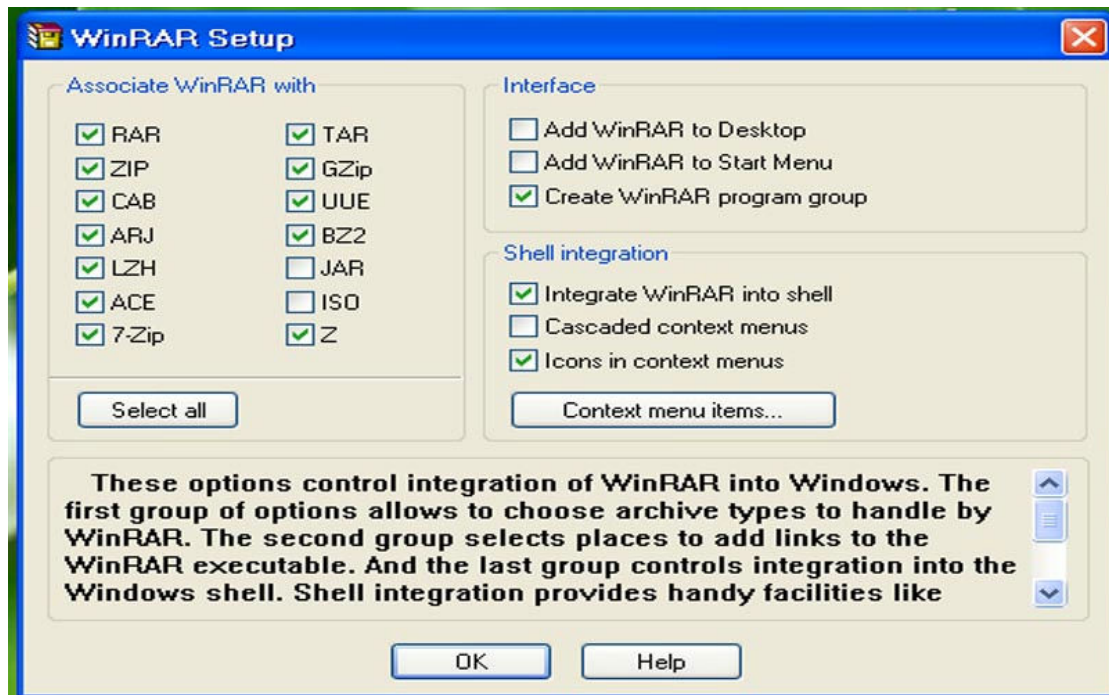 WinRAR Setup
Associate WinRAR with
RAR
ZIP
CAB
ARJ
LZH
ACE
7-Zip
TAR
GZip
UUE
BZ2
JAR
ISO
Z
Select all
Interface
Add WinRAR to Desktop
Add WinRAR to Start Menu
Create WinRAR program group
Shell integration
Integrate WinRAR into shell
Cascaded context menus
Icons in context menus
Context menu items...
These options control integration of WinRAR into Windows. The
first group of options allows to choose archive types to handle by
WinRAR. The second group selects places to add links to the
WinRAR executable. And the last group controls integration into the
Windows shell. Shell integration provides handy facilities like
OK
Help